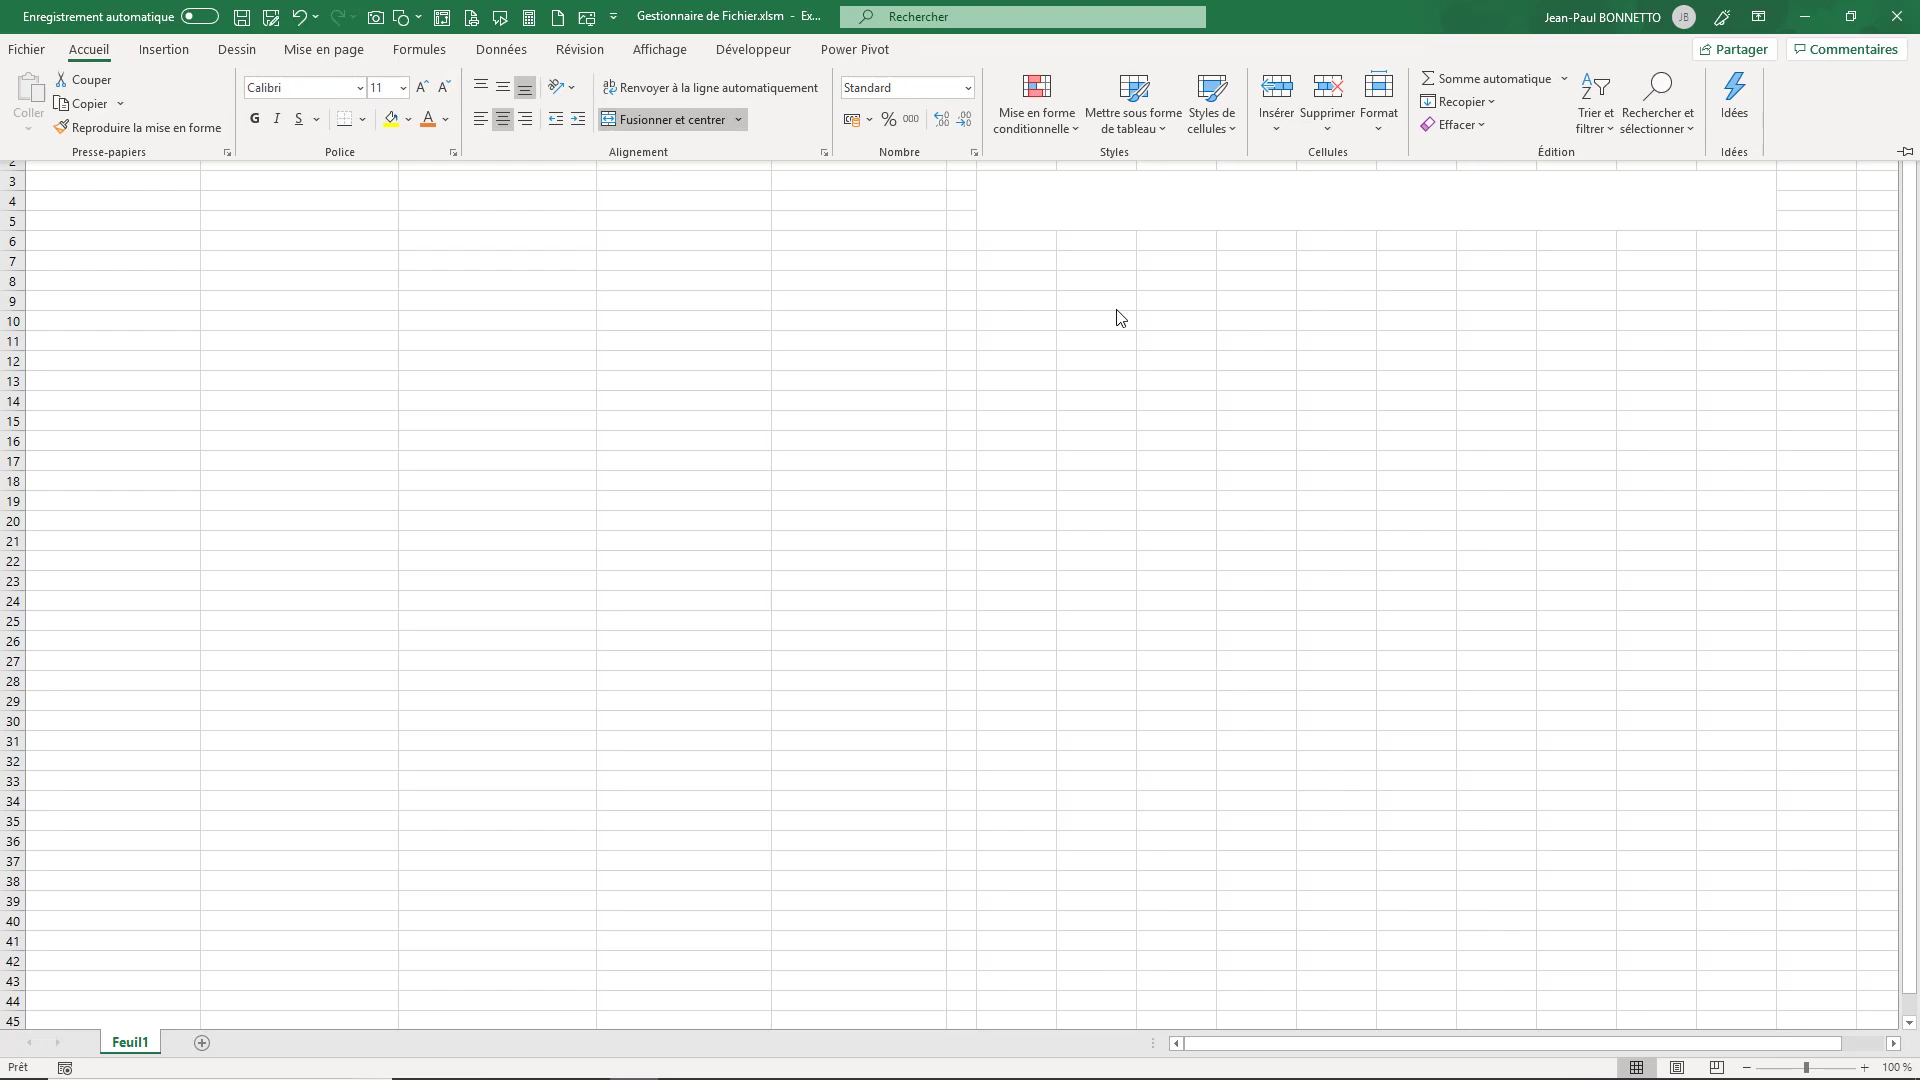 Enregistrement automatique
Gestionnaire de Fichier.xlsm - Ex...
Rechercher
Jean-Paul BONNETTO
JB
Fichier
Accueil
Insertion
Dessin
Mise en page
Formules
Données
Révision
Affichage
Développeur
Power Pivot
Partager
Commentaires
Coller
Couper
Copier
Reproduire la mise en forme
Presse-papiers
Calibri
11
G I S
Police
Renvoyer à la ligne automatiquement
Fusionner et centrer
Alignement
Standard
% 000
Nombre
Mise en forme
conditionnelle
Mettre sous forme
de tableau
Styles de
cellules
Styles
Insérer
Supprimer
Format
Cellules
Somme automatique
Recopier
Effacer
Trier et
filtrer
Rechercher et
sélectionner
Édition
Idées
Idées
2
3
4
5
6
7
8
9
10
11
12
13
14
15
16
17
18
19
20
21
22
23
24
25
26
27
28
29
30
31
32
33
34
35
36
37
38
39
40
41
42
43
44
45
Feuil1
Prêt
100 %